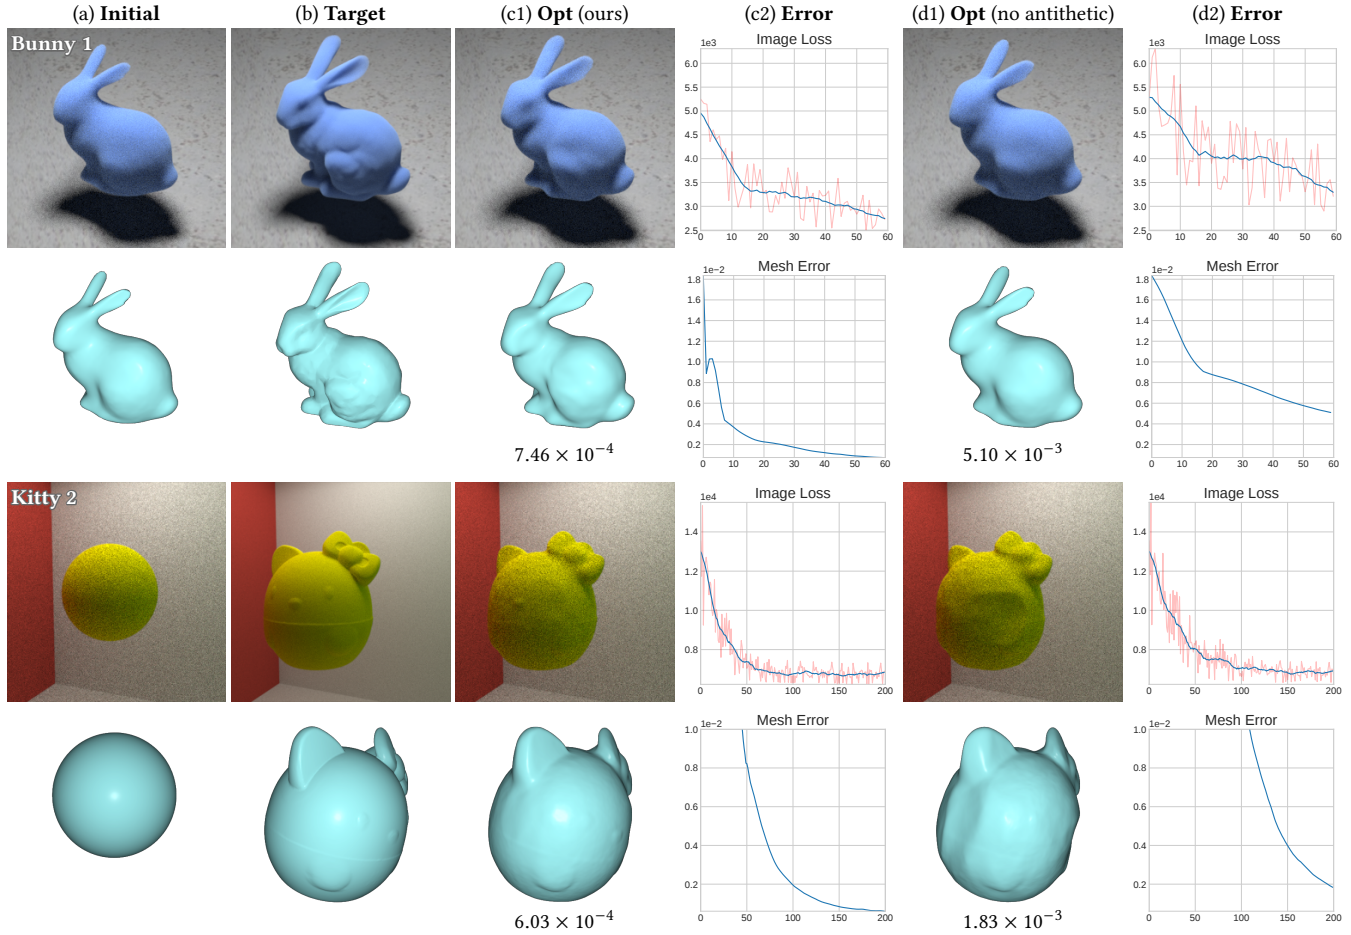 (a) Initial (b) Target (c1) Opt (ours) (c2) Error (d1) Opt (no antithetic) (d2) Error
Bunny 1
Image Loss
1e3
6.0
5.5
5.0
4.5
4.0
3.5
3.0
2.5
0 10 20 30 40 50 60
Image Loss
1e3
6.0
5.5
5.0
4.5
4.0
3.5
3.0
2.5
0 10 20 30 40 50 60
Mesh Error
1e−2
1.8
1.6
1.4
1.2
1.0
0.8
0.6
0.4
0.2
0 10 20 30 40 50 60
Mesh Error
1e−2
1.8
1.6
1.4
1.2
1.0
0.8
0.6
0.4
0.2
0 10 20 30 40 50 60
7.46 × 10⁻⁴
5.10 × 10⁻³
Kitty 2
Image Loss
1e4
1.4
1.2
1.0
0.8
0 50 100 150 200
Image Loss
1e4
1.4
1.2
1.0
0.8
0 50 100 150 200
Mesh Error
1e−2
1.0
0.8
0.6
0.4
0.2
0 50 100 150 200
Mesh Error
1e−2
1.0
0.8
0.6
0.4
0.2
0 50 100 150 200
6.03 × 10⁻⁴
1.83 × 10⁻³